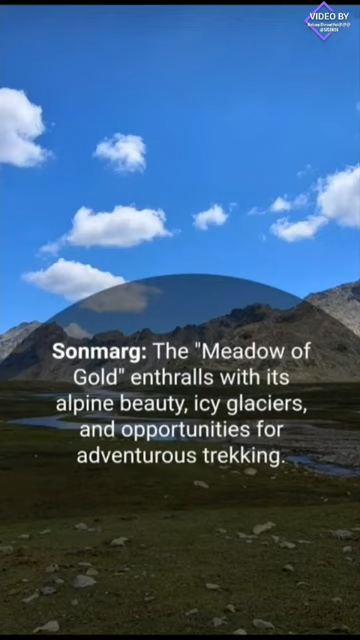 VIDEO BY
Sonmarg: The "Meadow of
Gold" enthralls with its
alpine beauty, icy glaciers,
and opportunities for
adventurous trekking.